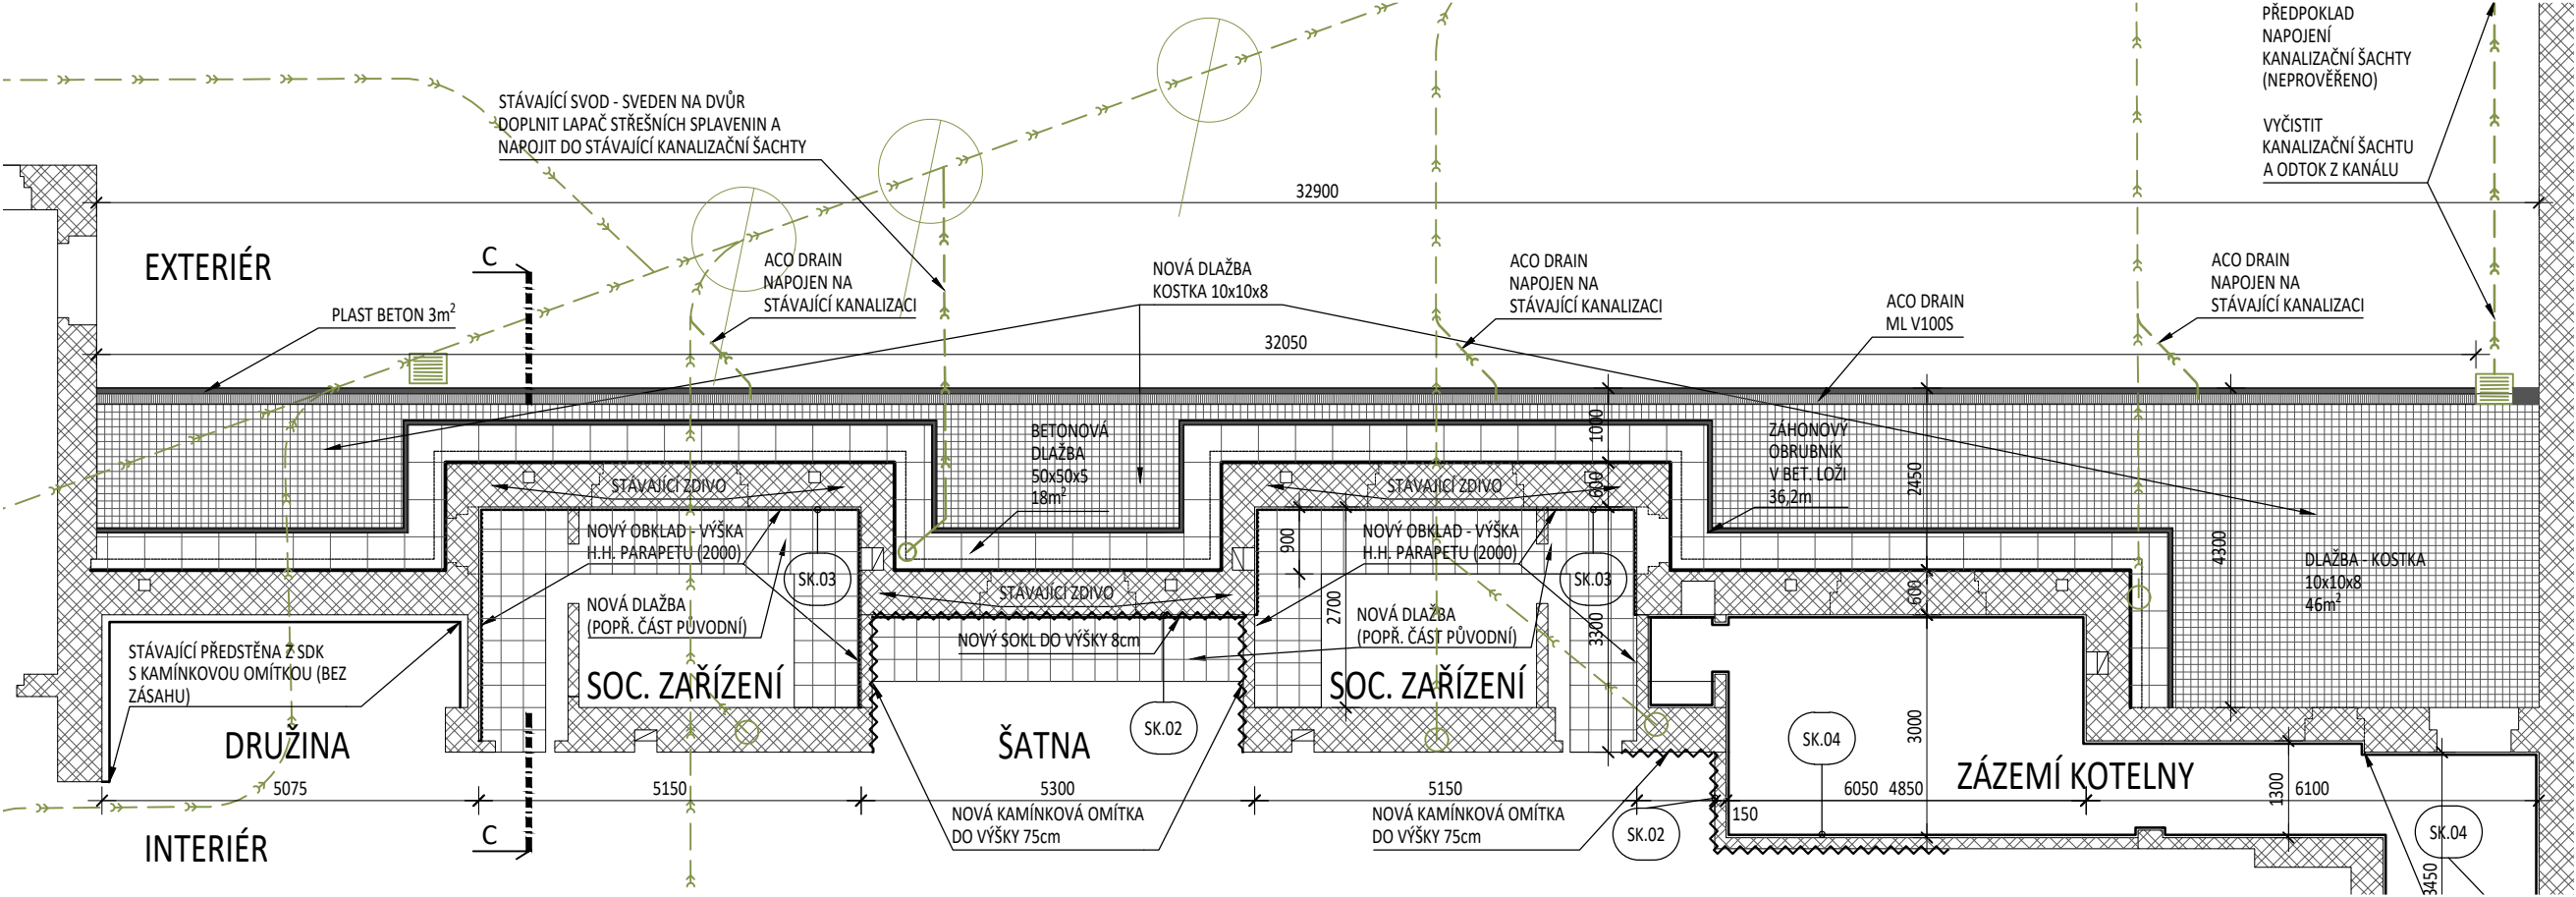 PŘEDPOKLAD
NAPOJENÍ
KANALIZAČNÍ ŠACHTY
(NEPROVĚŘENO)
VYČISTIT
KANALIZAČNÍ ŠACHTU
A ODTOK Z KANÁLU
STÁVAJÍCÍ SVOD - SVEDEN NA DVŮR
DOPLNIT LAPAČ STŘEŠNÍCH SPLAVENIN A
NAPOJIT DO STÁVAJÍCÍ KANALIZAČNÍ ŠACHTY
32900
EXTERIÉR
C
ACO DRAIN
NAPOJEN NA
STÁVAJÍCÍ KANALIZACI
NOVÁ DLAŽBA
KOSTKA 10x10x8
ACO DRAIN
NAPOJEN NA
STÁVAJÍCÍ KANALIZACI
ACO DRAIN
ML V100S
ACO DRAIN
NAPOJEN NA
STÁVAJÍCÍ KANALIZACI
PLAST BETON 3m²
32050
BETONOVÁ
DLAŽBA
50x50x5
18m²
1000
600
ZÁHONOVÝ
OBRUBNÍK
V BET. LOŽI
36,2m
2450
4300
STÁVAJÍCÍ ZDIVO
STÁVAJÍCÍ ZDIVO
NOVÝ OBKLAD - VÝŠKA
H.H. PARAPETU (2000)
SK.03
900
NOVÝ OBKLAD - VÝŠKA
H.H. PARAPETU (2000)
SK.03
DLAŽBA - KOSTKA
10x10x8
46m²
STÁVAJÍCÍ ZDIVO
600
NOVÁ DLAŽBA
(POPŘ. ČÁST PŮVODNÍ)
2700
NOVÁ DLAŽBA
(POPŘ. ČÁST PŮVODNÍ)
3300
NOVÝ SOKL DO VÝŠKY 8cm
STÁVAJÍCÍ PŘEDSTĚNA Z SDK
S KAMÍNKOVOU OMÍTKOU (BEZ
ZÁSAHU)
SOC. ZAŘÍZENÍ
SOC. ZAŘÍZENÍ
DRUŽINA
ŠATNA
SK.02
SK.04
3000
ZÁZEMÍ KOTELNY
5075
5150
5300
5150
150
6050
4850
1300
6100
NOVÁ KAMÍNKOVÁ OMÍTKA
DO VÝŠKY 75cm
NOVÁ KAMÍNKOVÁ OMÍTKA
DO VÝŠKY 75cm
SK.02
SK.04
C
INTERIÉR
3450